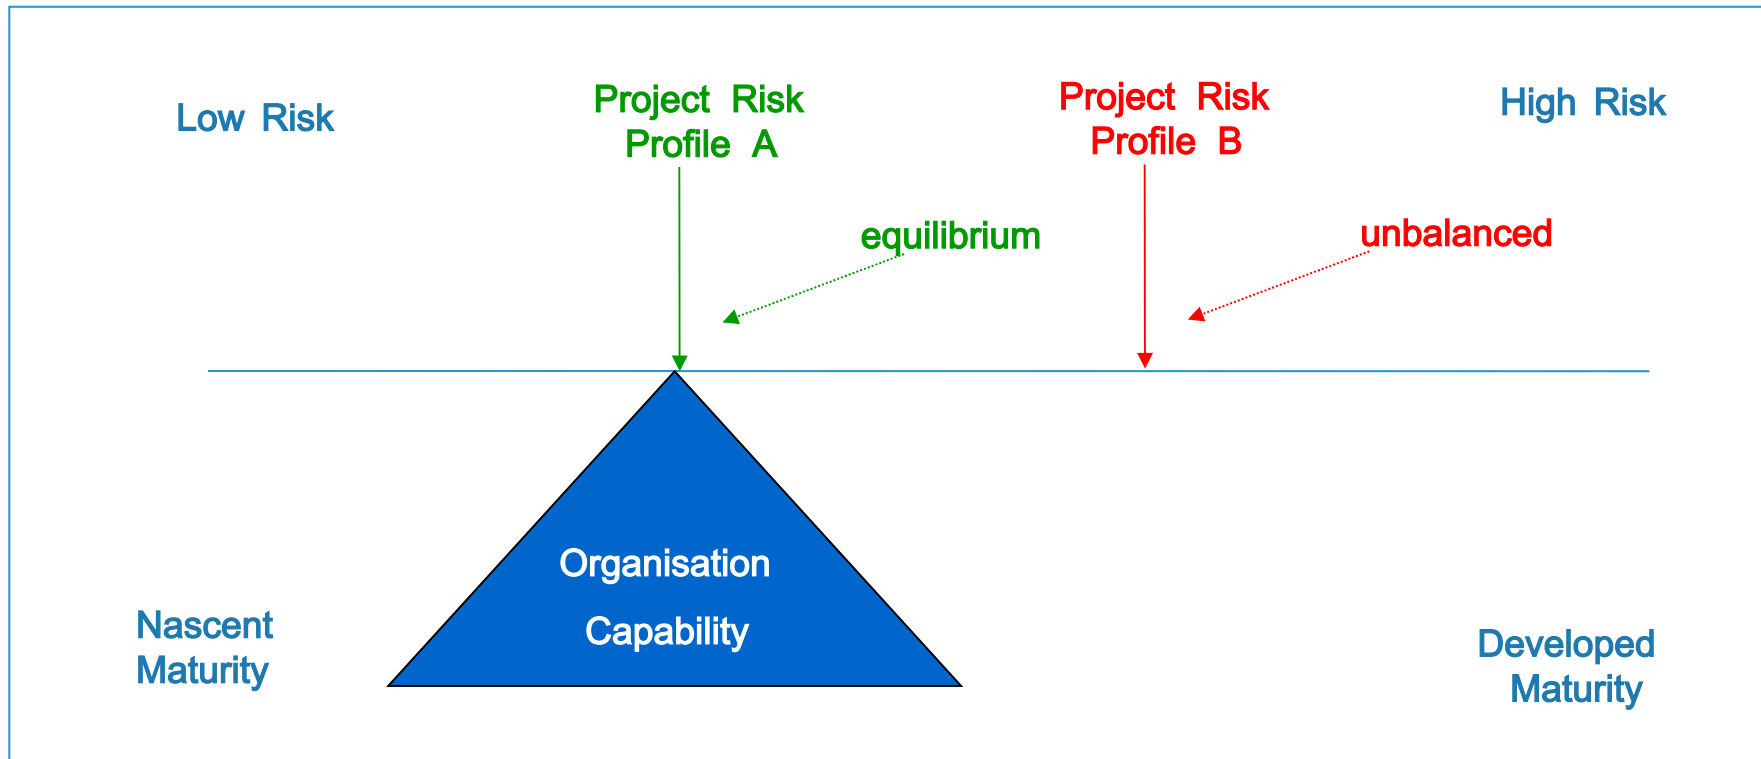 Low Risk
Project Risk
Profile A
Project Risk
Profile B
High Risk
equilibrium
unbalanced
Organisation
Capability
Nascent
Maturity
Developed
Maturity